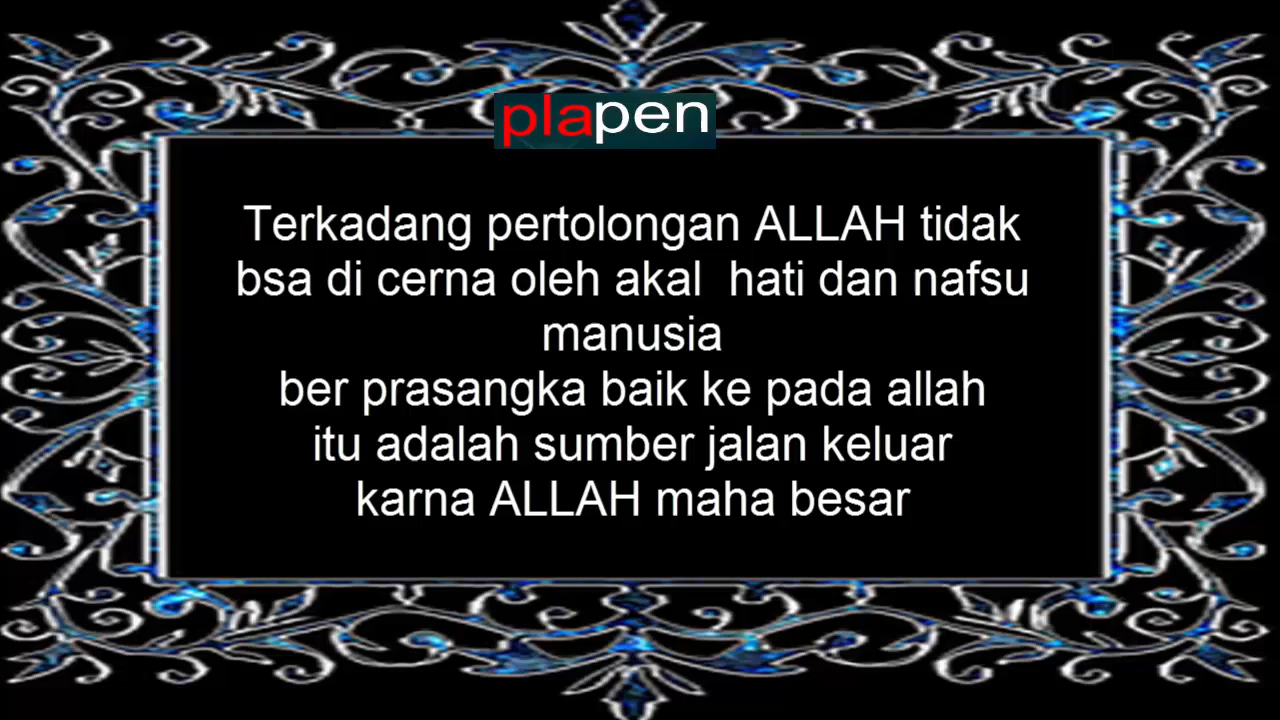 plapen
Terkadang pertolongan ALLAH tidak
bsa di cerna oleh akal  hati dan nafsu
manusia
ber prasangka baik ke pada allah
itu adalah sumber jalan keluar
karna ALLAH maha besar